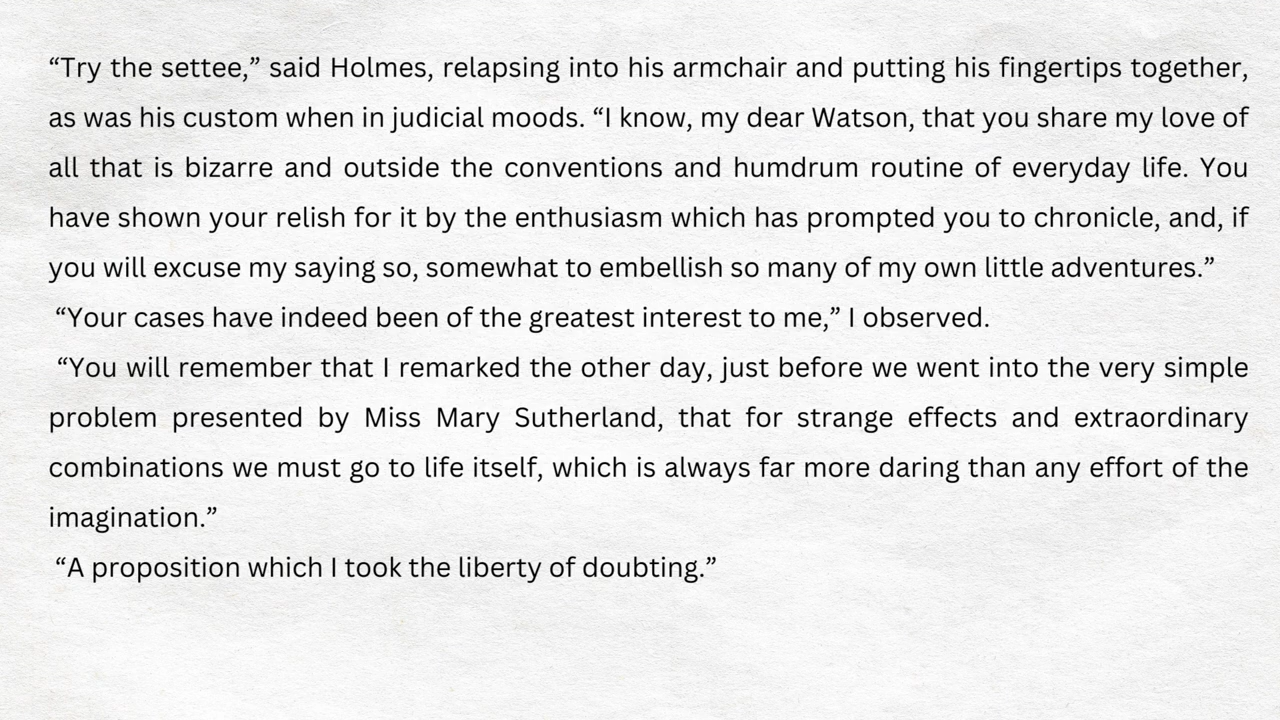 “Try the settee,” said Holmes, relapsing into his armchair and putting his fingertips together,
as was his custom when in judicial moods. “I know, my dear Watson, that you share my love of
all that is bizarre and outside the conventions and humdrum routine of everyday life. You
have shown your relish for it by the enthusiasm which has prompted you to chronicle, and, if
you will excuse my saying so, somewhat to embellish so many of my own little adventures.”
“Your cases have indeed been of the greatest interest to me,” I observed.
“You will remember that I remarked the other day, just before we went into the very simple
problem presented by Miss Mary Sutherland, that for strange effects and extraordinary
combinations we must go to life itself, which is always far more daring than any effort of the
imagination.”
“A proposition which I took the liberty of doubting.”